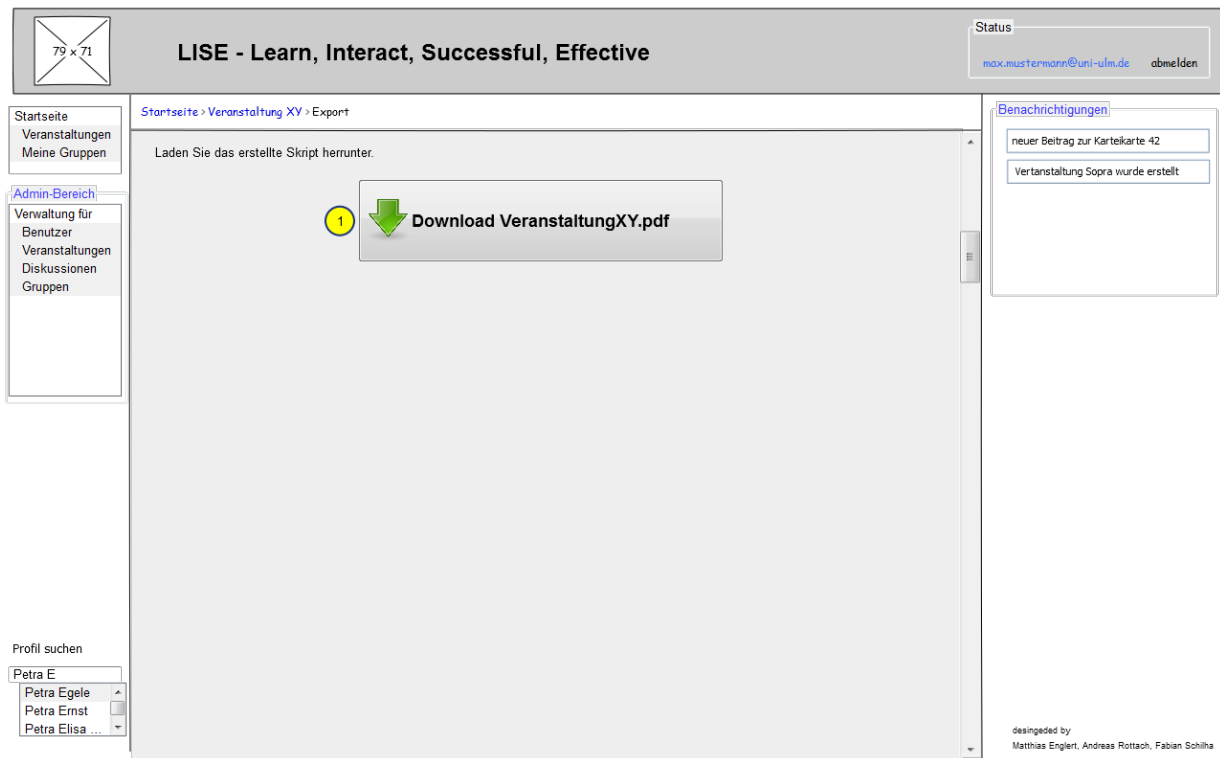 79 x 71
LISE - Learn, Interact, Successful, Effective
Status
max.mustermann@uni-ulm.de abmelden
Startseite
Veranstaltungen
Meine Gruppen
Admin-Bereich
Verwaltung für
Benutzer
Veranstaltungen
Diskussionen
Gruppen
Profil suchen
Petra E
Petra Egele
Petra Ernst
Petra Elisa ...
Startseite > Veranstaltung XY > Export
Laden Sie das erstellte Skript herrunter.
1
Download VeranstaltungXY.pdf
Benachrichtigungen
neuer Beitrag zur Karteikarte 42
Vertanstaltung Sopra wurde erstellt
desingeded by
Matthias Englert, Andreas Rottach, Fabian Schilha